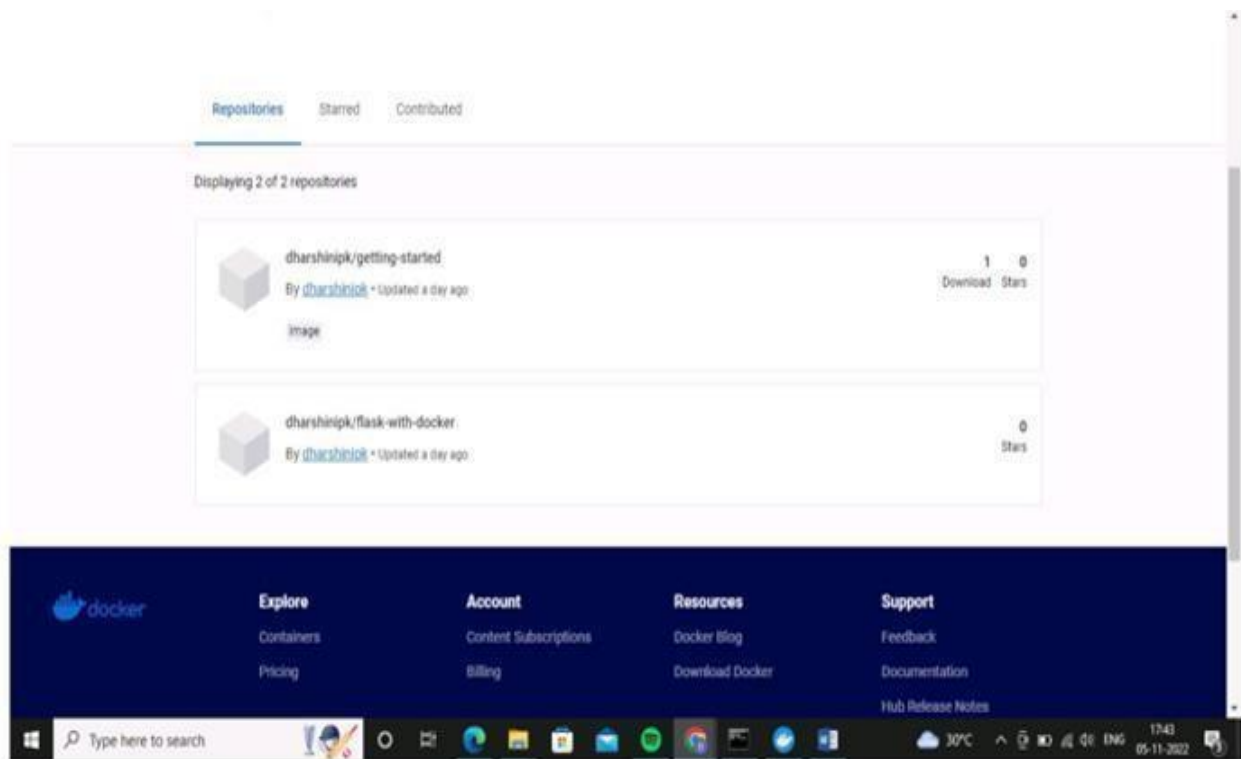 Repositories Starred Contributed
Displaying 2 of 2 repositories
dharshinipk/getting-started
1 0
By dharshinipk • Updated a day ago
Download Stars
Image
dharshinipk/flask-with-docker
0
By dharshinipk • Updated a day ago
Stars
docker
Explore Account Resources Support
Containers Content Subscriptions Docker Blog Feedback
Pricing Billing Download Docker Documentation
Hub Release Notes
Type here to search
30°C ENG 17:43
05-11-2022